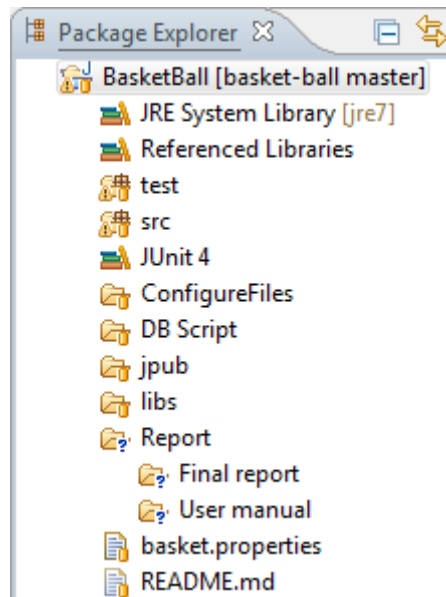 Package Explorer
BasketBall [basket-ball master]
JRE System Library [jre7]
Referenced Libraries
test
src
JUnit 4
ConfigureFiles
DB Script
jpub
libs
Report
Final report
User manual
basket.properties
README.md